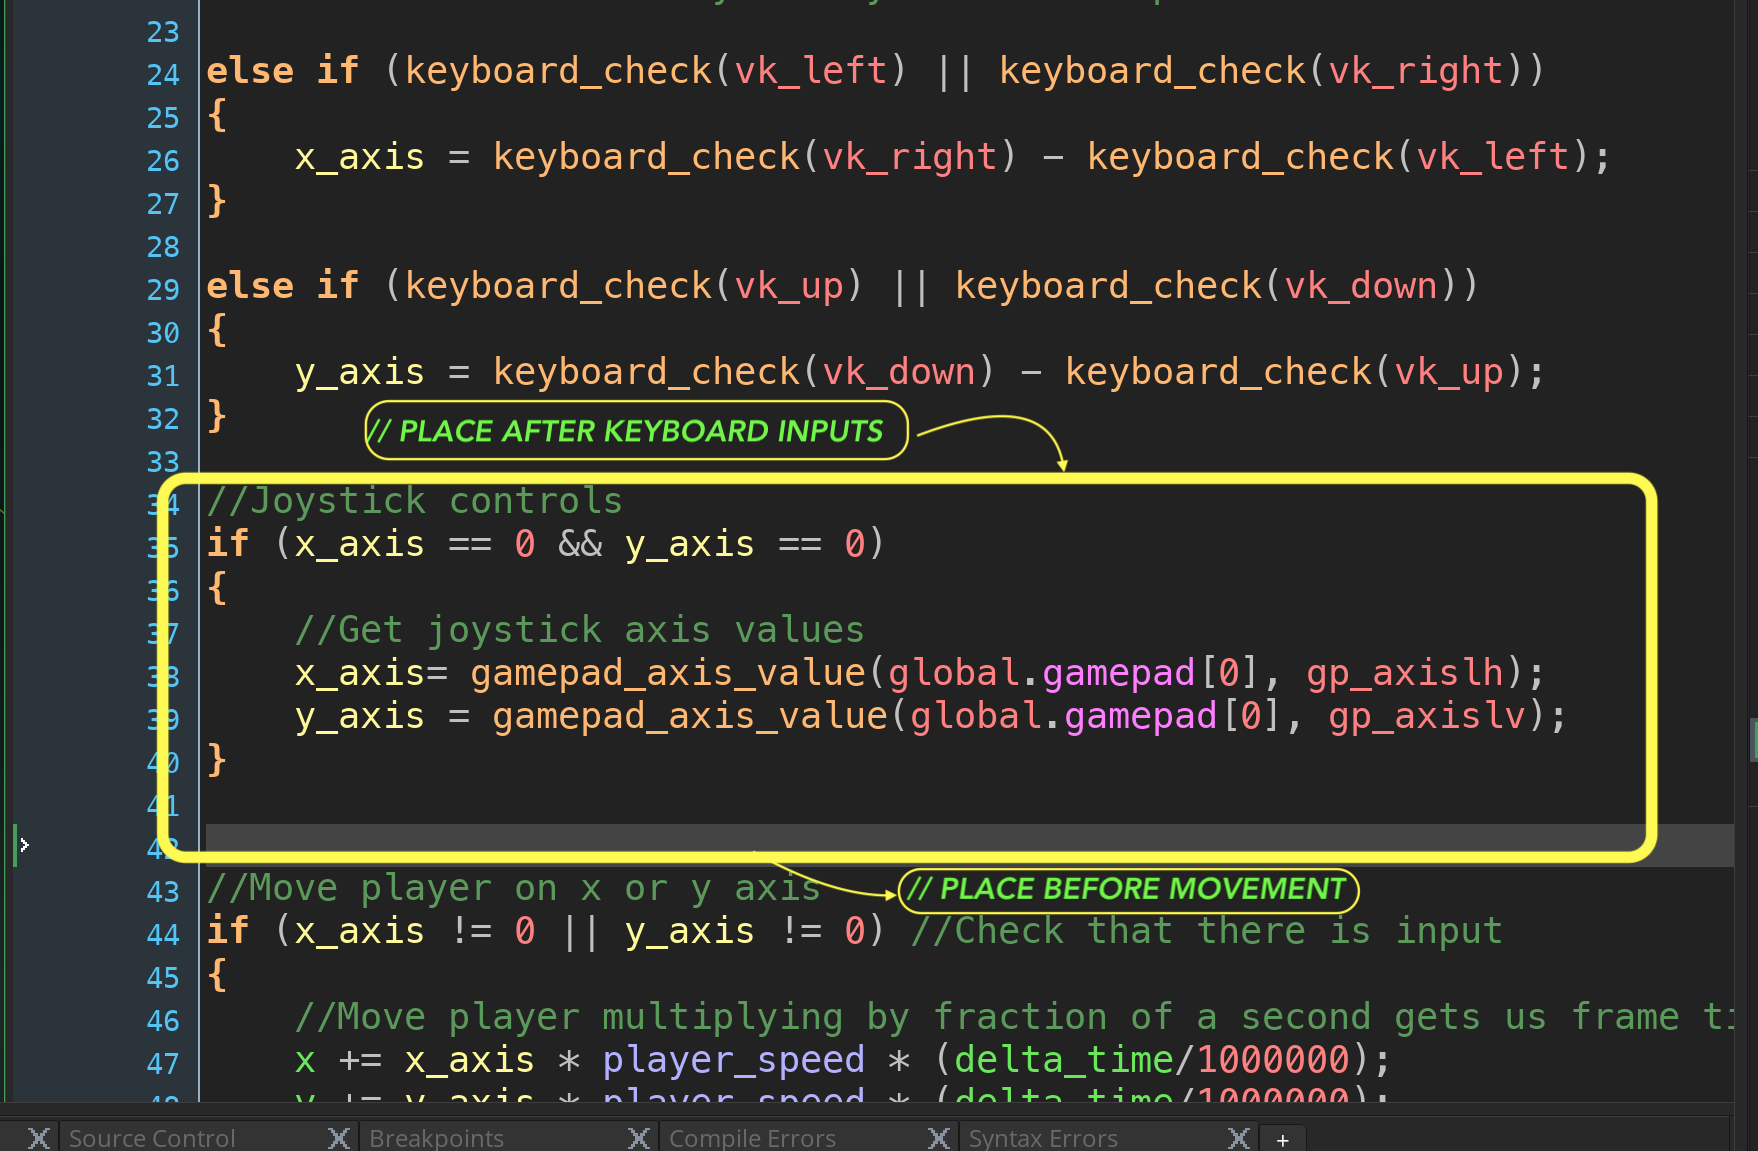 23
24 else if (keyboard_check(vk_left) || keyboard_check(vk_right))
25 {
26     x_axis = keyboard_check(vk_right) - keyboard_check(vk_left);
27 }
28
29 else if (keyboard_check(vk_up) || keyboard_check(vk_down))
30 {
31     y_axis = keyboard_check(vk_down) - keyboard_check(vk_up);
32 }
// PLACE AFTER KEYBOARD INPUTS
33
34 //Joystick controls
35 if (x_axis == 0 && y_axis == 0)
36 {
37     //Get joystick axis values
38     x_axis= gamepad_axis_value(global.gamepad[0], gp_axislh);
39     y_axis = gamepad_axis_value(global.gamepad[0], gp_axislv);
40 }
41
42
43 //Move player on x or y axis
// PLACE BEFORE MOVEMENT
44 if (x_axis != 0 || y_axis != 0) //Check that there is input
45 {
46     //Move player multiplying by fraction of a second gets us frame
47     x += x_axis * player_speed * (delta_time/1000000);
48     y += y_axis * player_speed * (delta_time/1000000);
Source Control
Breakpoints
Compile Errors
Syntax Errors
+